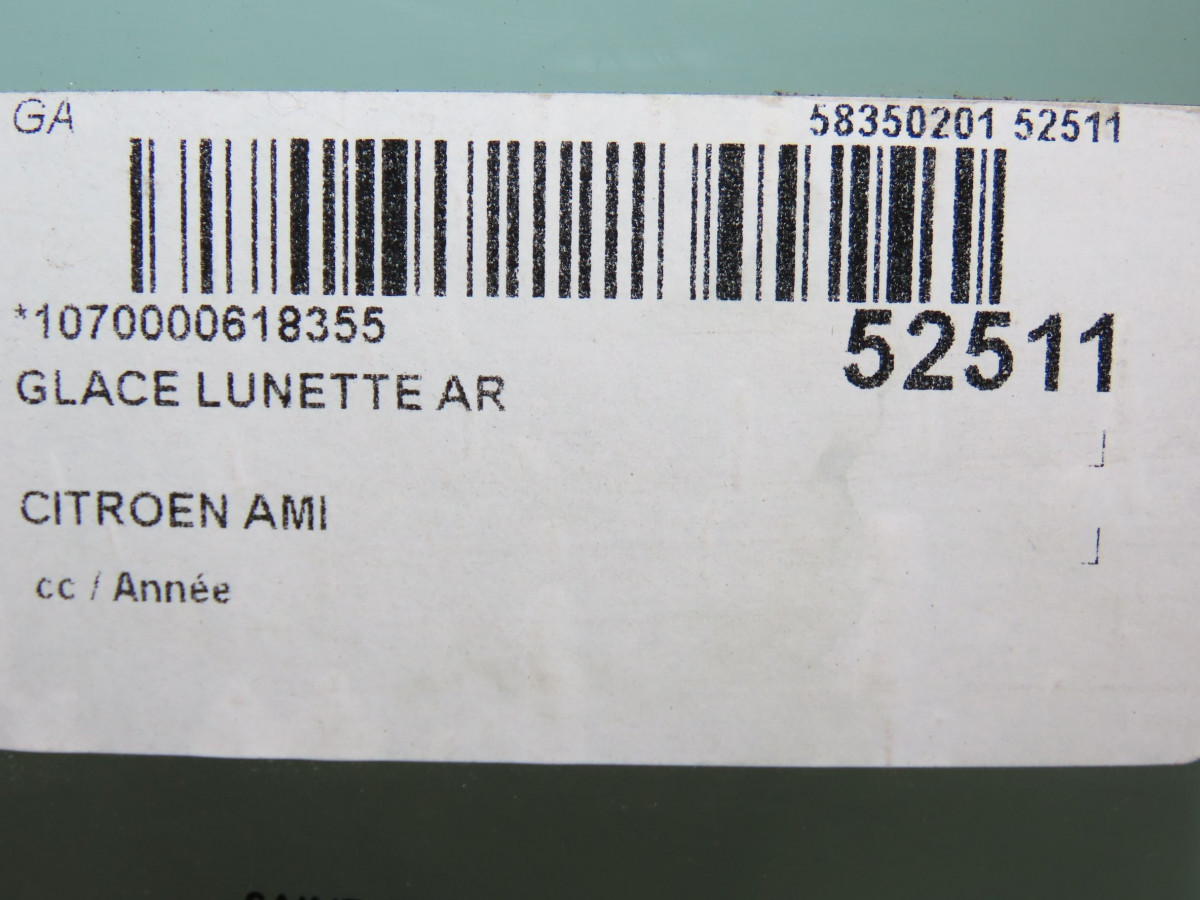 GA
58350201 52511
*1070000618355
52511
GLACE LUNETTE AR
CITROEN AMI
cc / Année